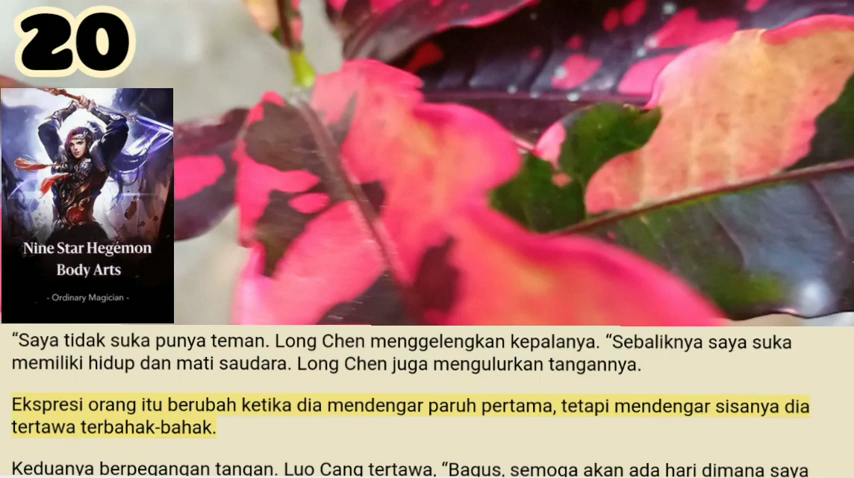 20
Nine Star Hegemon
Body Arts
- Ordinary Magician -
“Saya tidak suka punya teman. Long Chen menggelengkan kepalanya. “Sebaliknya saya suka
memiliki hidup dan mati saudara. Long Chen juga mengulurkan tangannya.
Ekspresi orang itu berubah ketika dia mendengar paruh pertama, tetapi mendengar sisanya dia
tertawa terbahak-bahak.
Keduanya berpegangan tangan. Luo Cang tertawa, “Bagus, semoga akan ada hari dimana saya